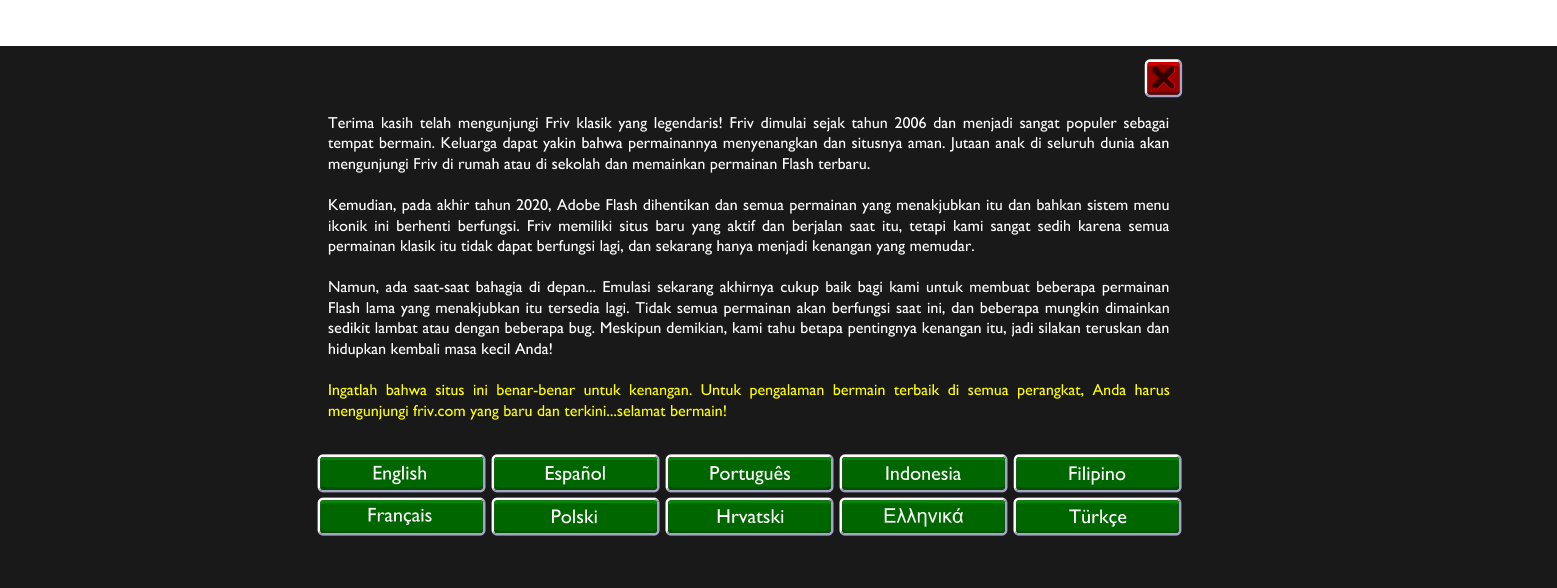 Terima kasih telah mengunjungi Friv klasik yang legendaris! Friv dimulai sejak tahun 2006 dan menjadi sangat populer sebagai
tempat bermain. Keluarga dapat yakin bahwa permainannya menyenangkan dan situsnya aman. Jutaan anak di seluruh dunia akan
mengunjungi Friv di rumah atau di sekolah dan memainkan permainan Flash terbaru.
Kemudian, pada akhir tahun 2020, Adobe Flash dihentikan dan semua permainan yang menakjubkan itu dan bahkan sistem menu
ikonik ini berhenti berfungsi. Friv memiliki situs baru yang aktif dan berjalan saat itu, tetapi kami sangat sedih karena semua
permainan klasik itu tidak dapat berfungsi lagi, dan sekarang hanya menjadi kenangan yang memudar.
Namun, ada saat-saat bahagia di depan... Emulasi sekarang akhirnya cukup baik bagi kami untuk membuat beberapa permainan
Flash lama yang menakjubkan itu tersedia lagi. Tidak semua permainan akan berfungsi saat ini, dan beberapa mungkin dimainkan
sedikit lambat atau dengan beberapa bug. Meskipun demikian, kami tahu betapa pentingnya kenangan itu, jadi silakan teruskan dan
hidupkan kembali masa kecil Anda!
Ingatlah bahwa situs ini benar-benar untuk kenangan. Untuk pengalaman bermain terbaik di semua perangkat, Anda harus
mengunjungi friv.com yang baru dan terkini...selamat bermain!
English Español Português Indonesia Filipino
Français Polski Hrvatski Ελληνικά Türkçe